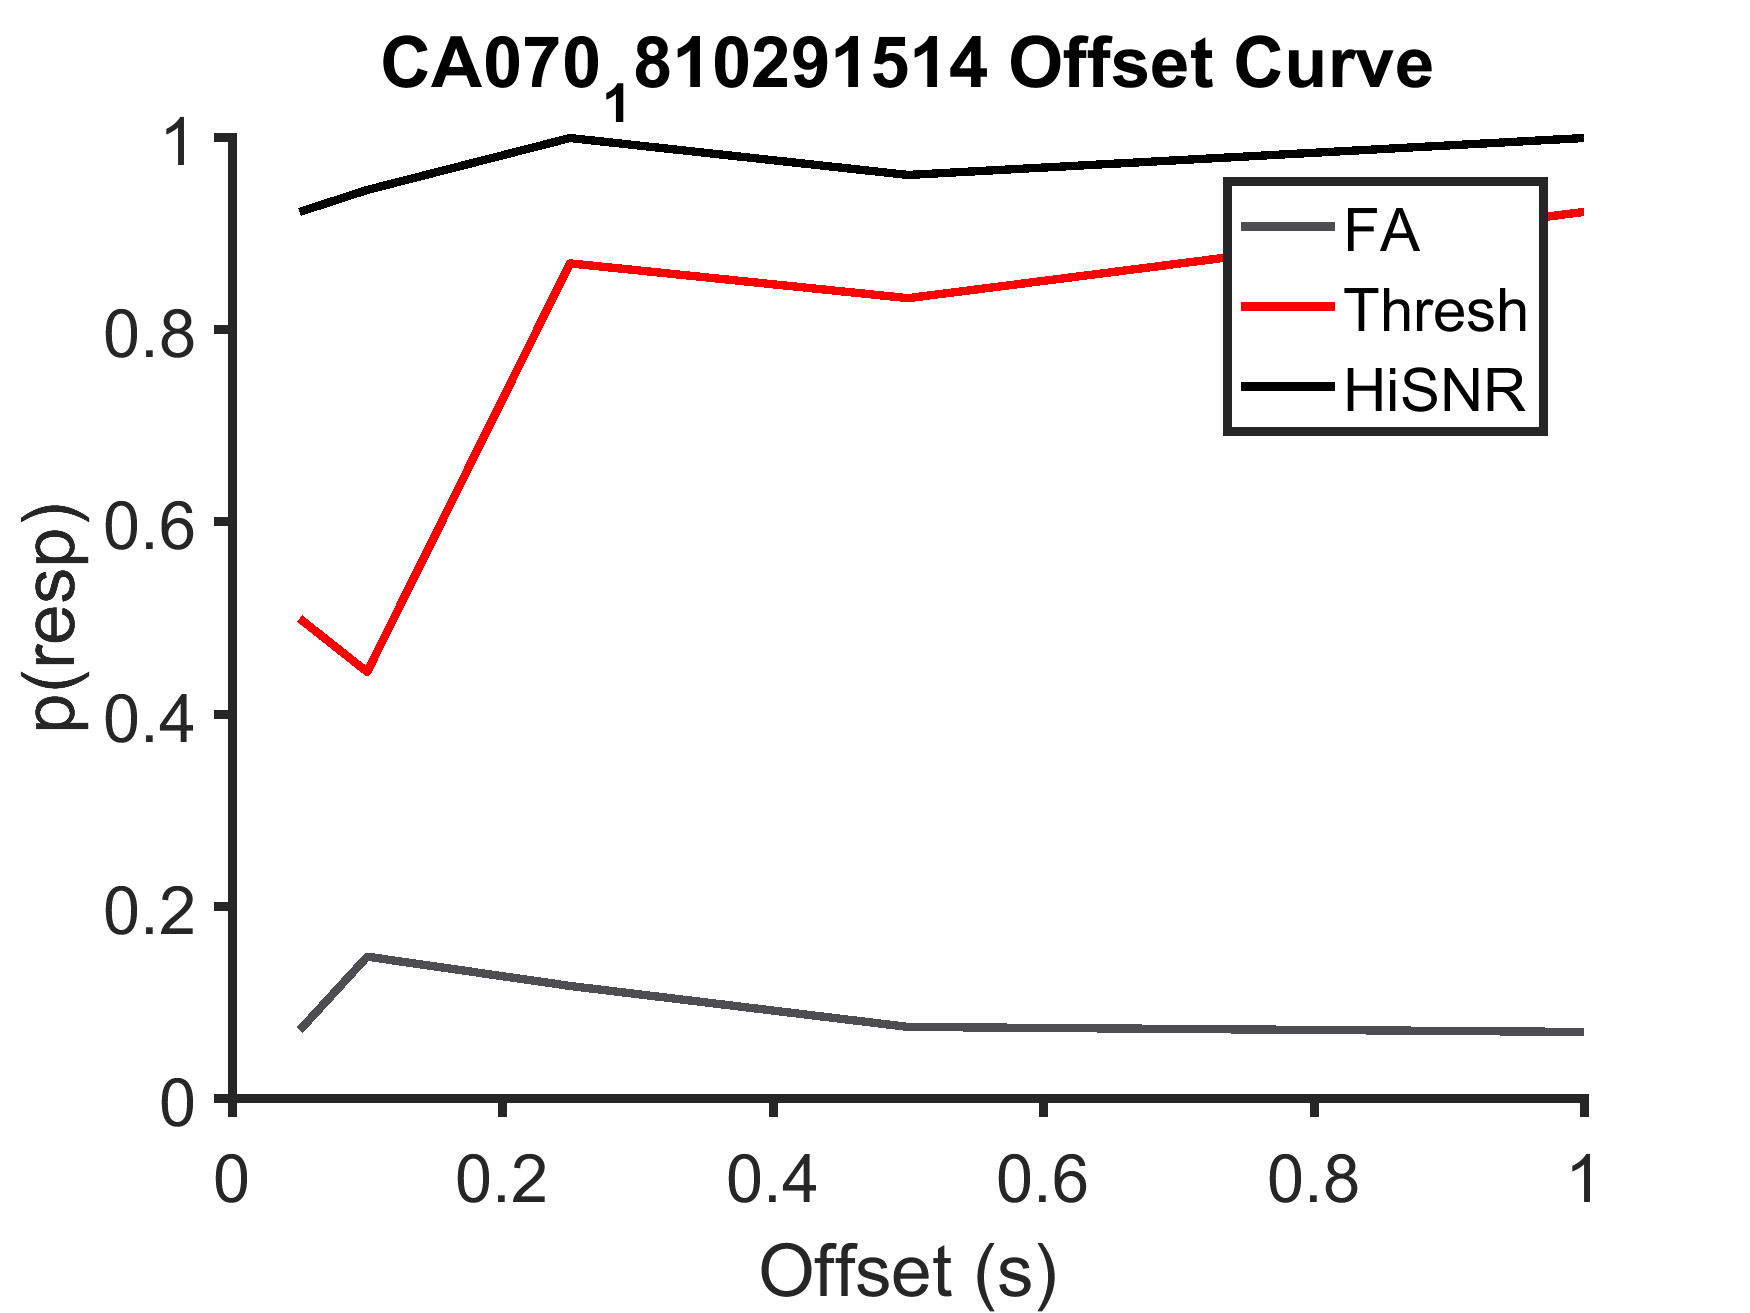 CA070₁810291514 Offset Curve
1
0.8
0.6
0.4
0.2
0
p(resp)
FA
Thresh
HiSNR
0 0.2 0.4 0.6 0.8 1
Offset (s)